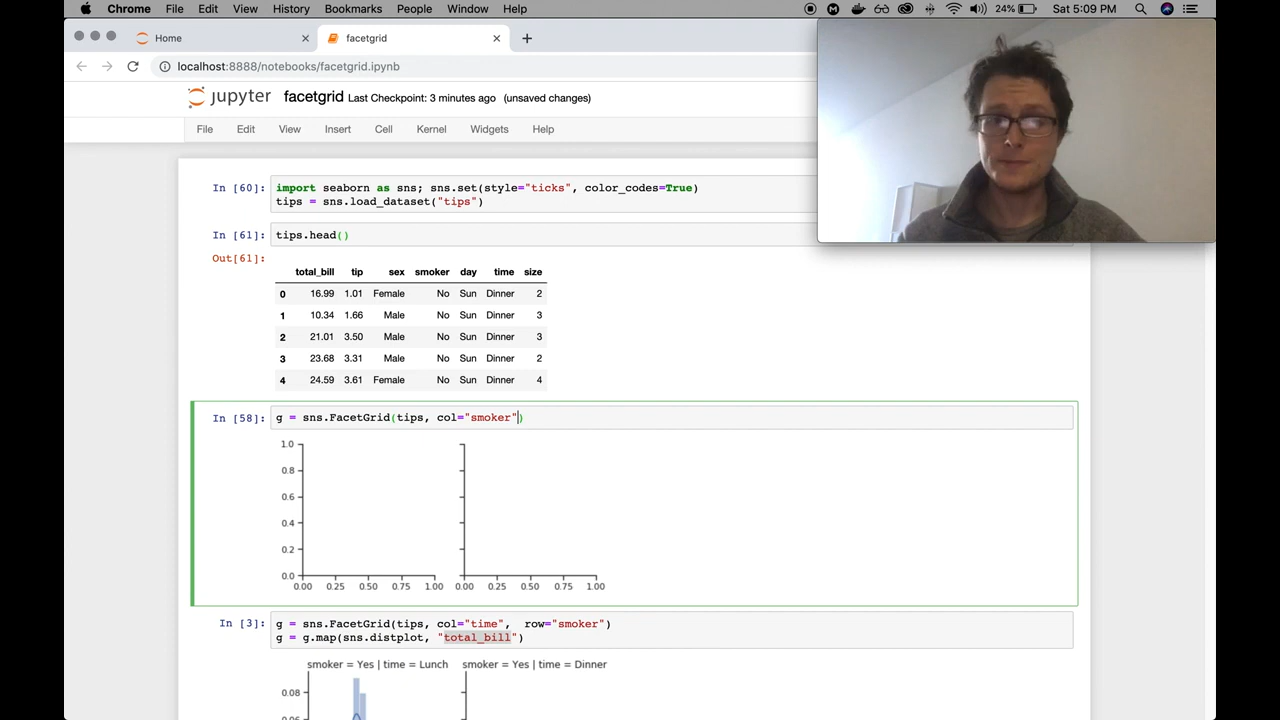 Chrome File Edit View History Bookmarks People Window Help 24% Sat 5:09 PM
Home facetgrid
localhost:8888/notebooks/facetgrid.ipynb
jupyter facetgrid Last Checkpoint: 3 minutes ago (unsaved changes)
File Edit View Insert Cell Kernel Widgets Help
In [60]: import seaborn as sns; sns.set(style="ticks", color_codes=True)
tips = sns.load_dataset("tips")
In [61]: tips.head()
Out[61]:
total_bill tip sex smoker day time size
0 16.99 1.01 Female No Sun Dinner 2
1 10.34 1.66 Male No Sun Dinner 3
2 21.01 3.50 Male No Sun Dinner 3
3 23.68 3.31 Male No Sun Dinner 2
4 24.59 3.61 Female No Sun Dinner 4
In [58]: g = sns.FacetGrid(tips, col="smoker")
1.0
0.8
0.6
0.4
0.2
0.0
0.00 0.25 0.50 0.75 1.00 0.00 0.25 0.50 0.75 1.00
In [3]: g = sns.FacetGrid(tips, col="time", row="smoker")
g = g.map(sns.distplot, "total_bill")
smoker = Yes | time = Lunch smoker = Yes | time = Dinner
0.08